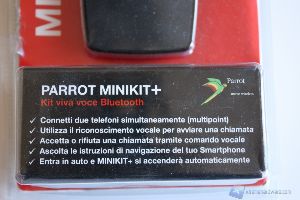 MI
PARROT MINIKIT+
Kit viva voce Bluetooth
Parrot
✓ Connetti due telefoni simultaneamente (multipoint)
✓ Utilizza il riconoscimento vocale per avviare una chiamata
✓ Accetta o rifiuta una chiamata tramite comando vocale
✓ Ascolta le istruzioni di navigazione del tuo Smartphone
✓ Entra in auto e MINIKIT+ si accenderà automaticamente